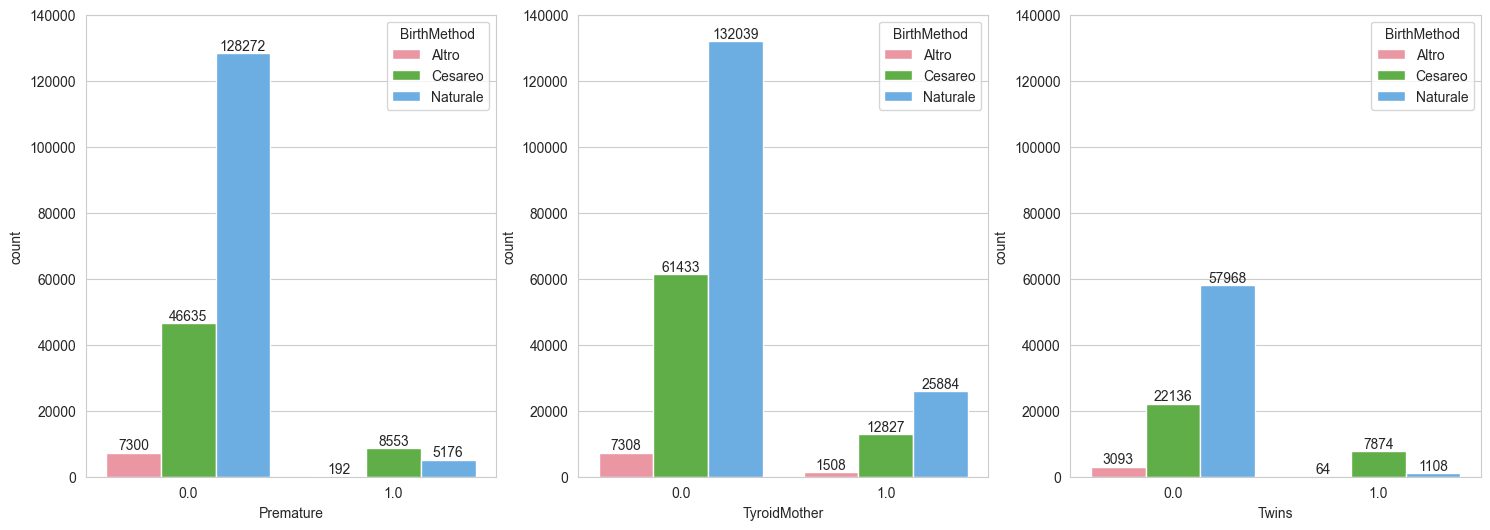 140000
120000
100000
80000
60000
40000
20000
0
count
BirthMethod
Altro
Cesareo
Naturale
128272
46635
7300
192
8553
5176
0.0
1.0
Premature
140000
120000
100000
80000
60000
40000
20000
0
count
BirthMethod
Altro
Cesareo
Naturale
132039
61433
7308
1508
12827
25884
0.0
1.0
TyroidMother
140000
120000
100000
80000
60000
40000
20000
0
count
BirthMethod
Altro
Cesareo
Naturale
57968
22136
3093
64
7874
1108
0.0
1.0
Twins